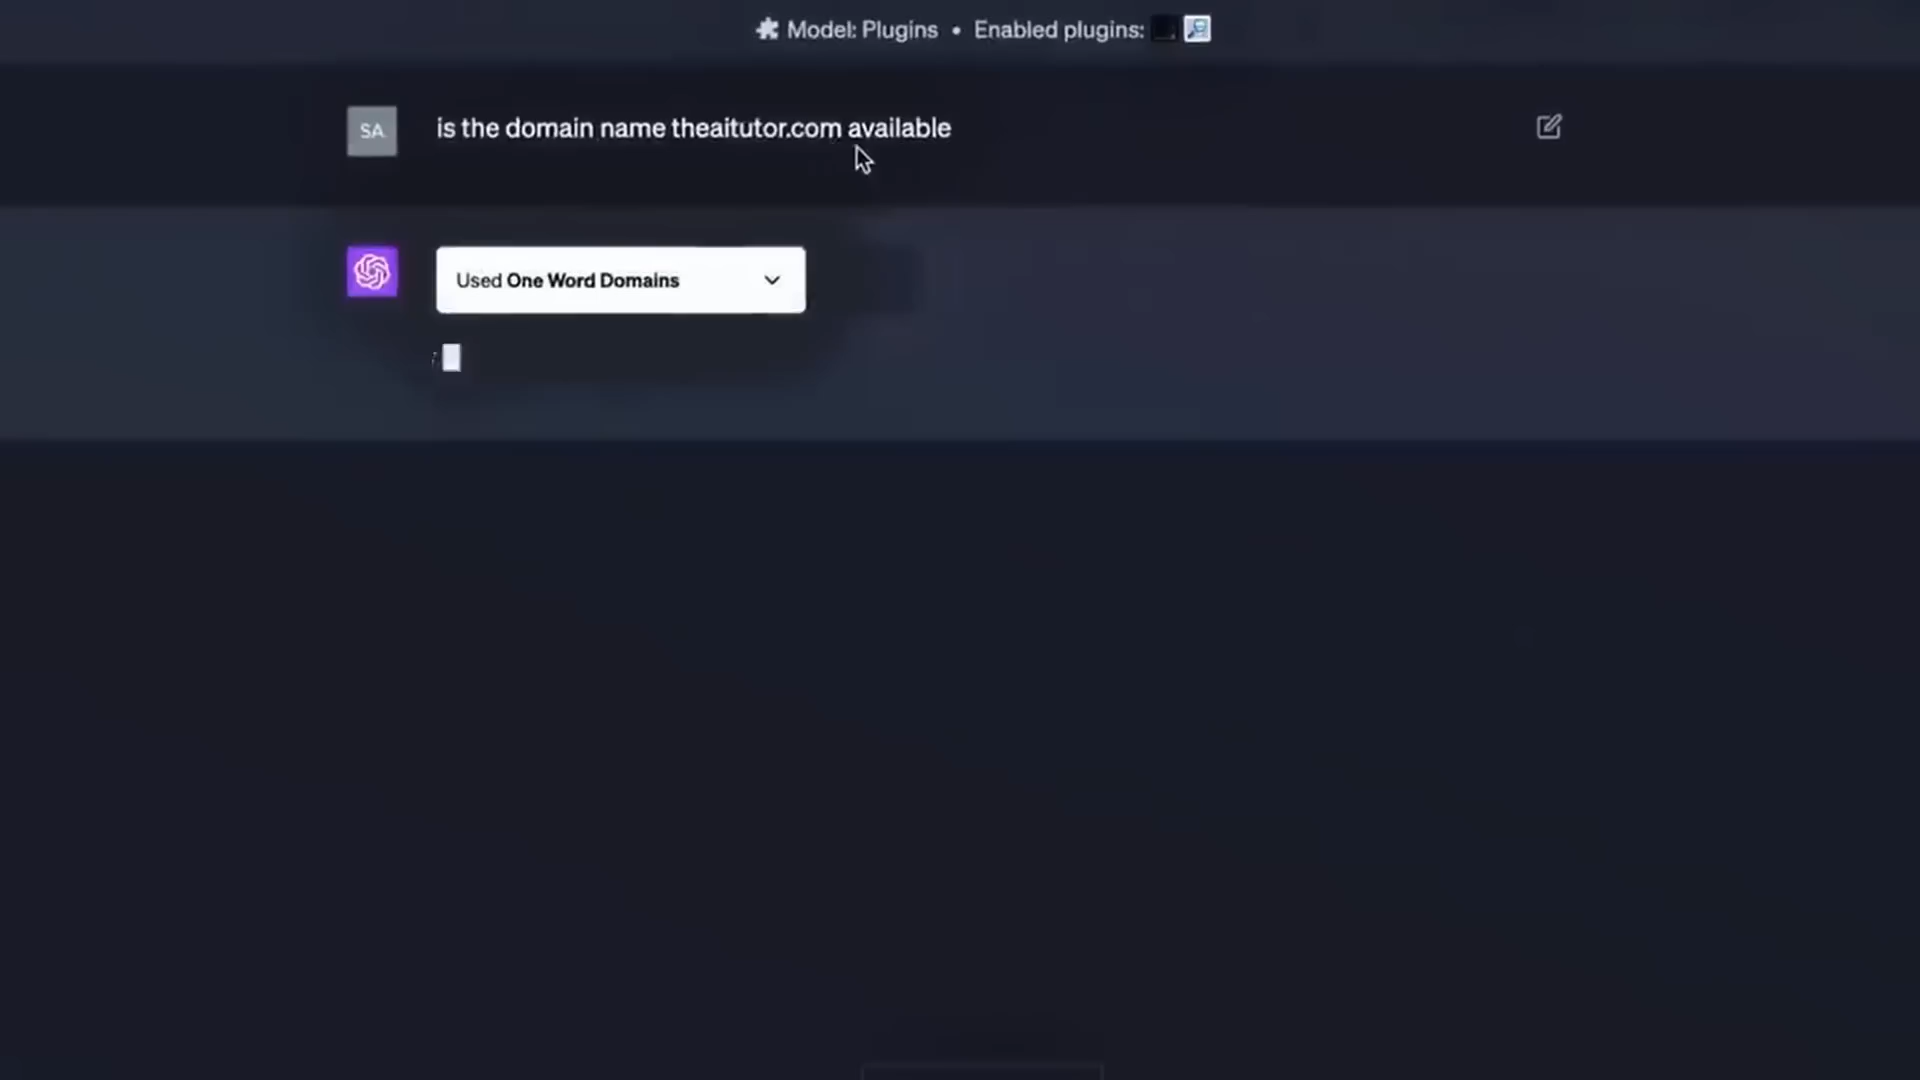 Model: Plugins • Enabled plugins:
SA
is the domain name theaitutor.com available
Used One Word Domains